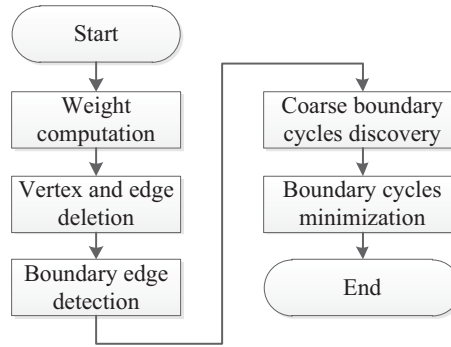 Start
Weight
computation
Vertex and edge
deletion
Boundary edge
detection
Coarse boundary
cycles discovery
Boundary cycles
minimization
End